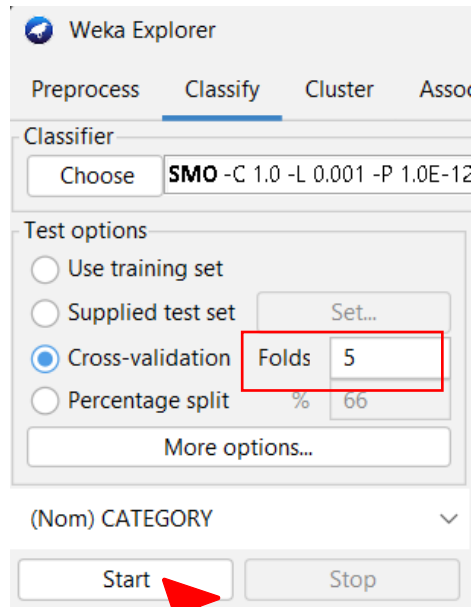 Weka Explorer
Preprocess Classify Cluster Assoc
Classifier
Choose SMO -C 1.0 -L 0.001 -P 1.0E-12
Test options
Use training set
Supplied test set Set...
Cross-validation Folds 5
Percentage split % 66
More options...
(Nom) CATEGORY
Start Stop